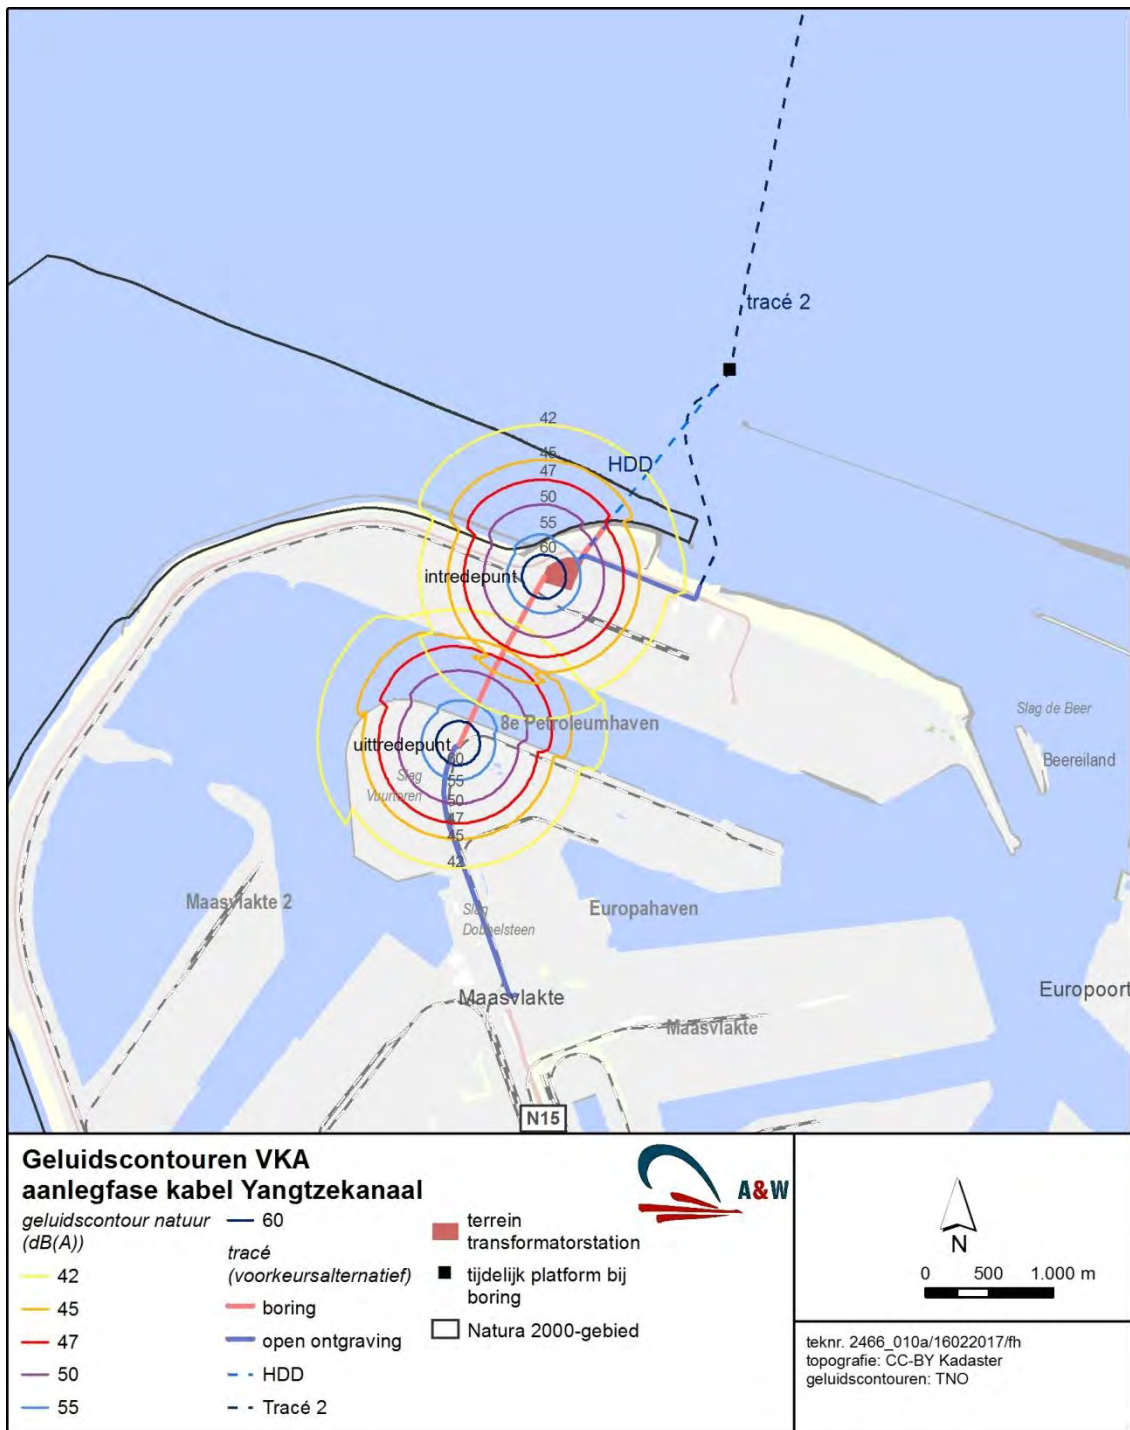 tracé 2
42
HDD
45
47
50
55
60
intredepunt
8e Petroleumhaven
uittredepunt
60
Slag
Vuurtoren
55
50
47
45
42
Slag de Beer
Beereiland
Maasvlakte 2
Slag
Dobbelsteen
Europahaven
Maasvlakte
Europoort
Maasvlakte
N15
Geluidscontouren VKA
aanlegfase kabel Yangtzekanaal
geluidscontour natuur
(dB(A))
42
45
47
50
55
60
tracé
(voorkeursalternatief)
boring
open ontgraving
HDD
Tracé 2
terrein
transformatorstation
tijdelijk platform bij
boring
Natura 2000-gebied
A&W
N
0 500 1.000 m
teknr. 2466_010a/16022017/fh
topografie: CC-BY Kadaster
geluidscontouren: TNO